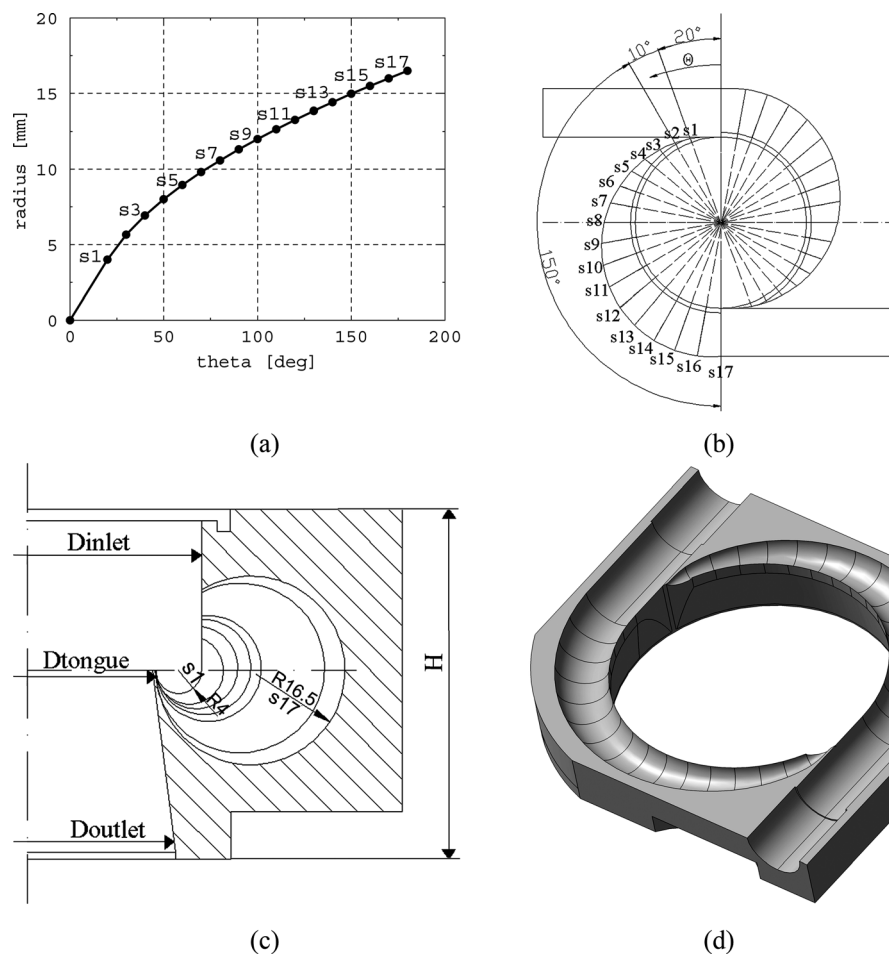 20
15
10
5
0
radius [mm]
s1
s3
s5
s7
s9
s11
s13
s15
s17
0
50
100
150
200
theta [deg]
(a)
10°
20°
Θ
150°
s1
s2
s3
s4
s5
s6
s7
s8
s9
s10
s11
s12
s13
s14
s15
s16
s17
(b)
Dinlet
Dtongue
Doutlet
H
s1
R4
R16.5
s17
(c)
(d)